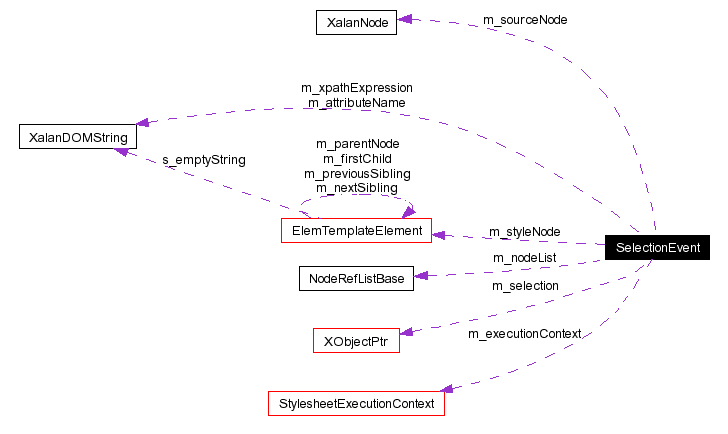 XalanNode
m_sourceNode
m_xpathExpression
m_attributeName
XalanDOMString
m_parentNode
m_firstChild
m_previousSibling
m_nextSibling
s_emptyString
ElemTemplateElement
m_styleNode
SelectionEvent
m_nodeList
NodeRefListBase
m_selection
XObjectPtr
m_executionContext
StylesheetExecutionContext